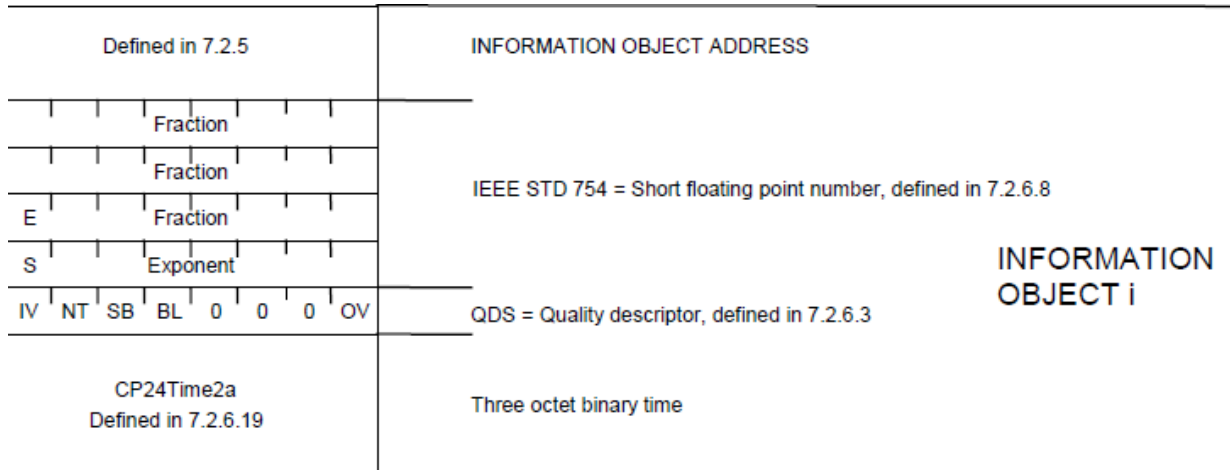 Defined in 7.2.5
INFORMATION OBJECT ADDRESS
Fraction
Fraction
IEEE STD 754 = Short floating point number, defined in 7.2.6.8
E Fraction
S Exponent
INFORMATION
OBJECT i
IV NT SB BL 0 0 0 OV
QDS = Quality descriptor, defined in 7.2.6.3
CP24Time2a
Defined in 7.2.6.19
Three octet binary time